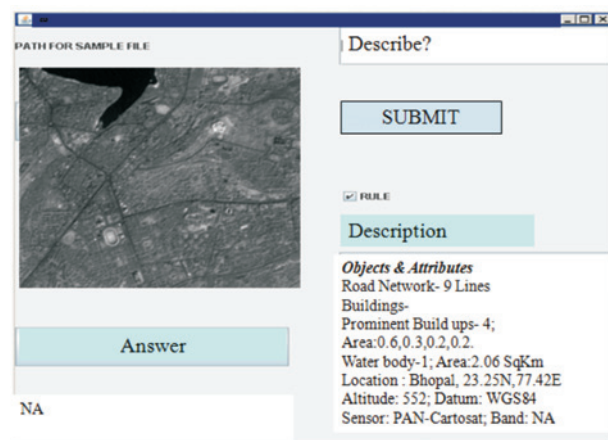 PATH FOR SAMPLE FILE
Describe?
SUBMIT
RULE
Description
Objects & Attributes
Road Network- 9 Lines
Buildings-
Prominent Build ups- 4;
Area:0.6,0.3,0.2,0.2.
Water body-1; Area:2.06 SqKm
Location : Bhopal, 23.25N,77.42E
Altitude: 552; Datum: WGS84
Sensor: PAN-Cartosat; Band: NA
Answer
NA